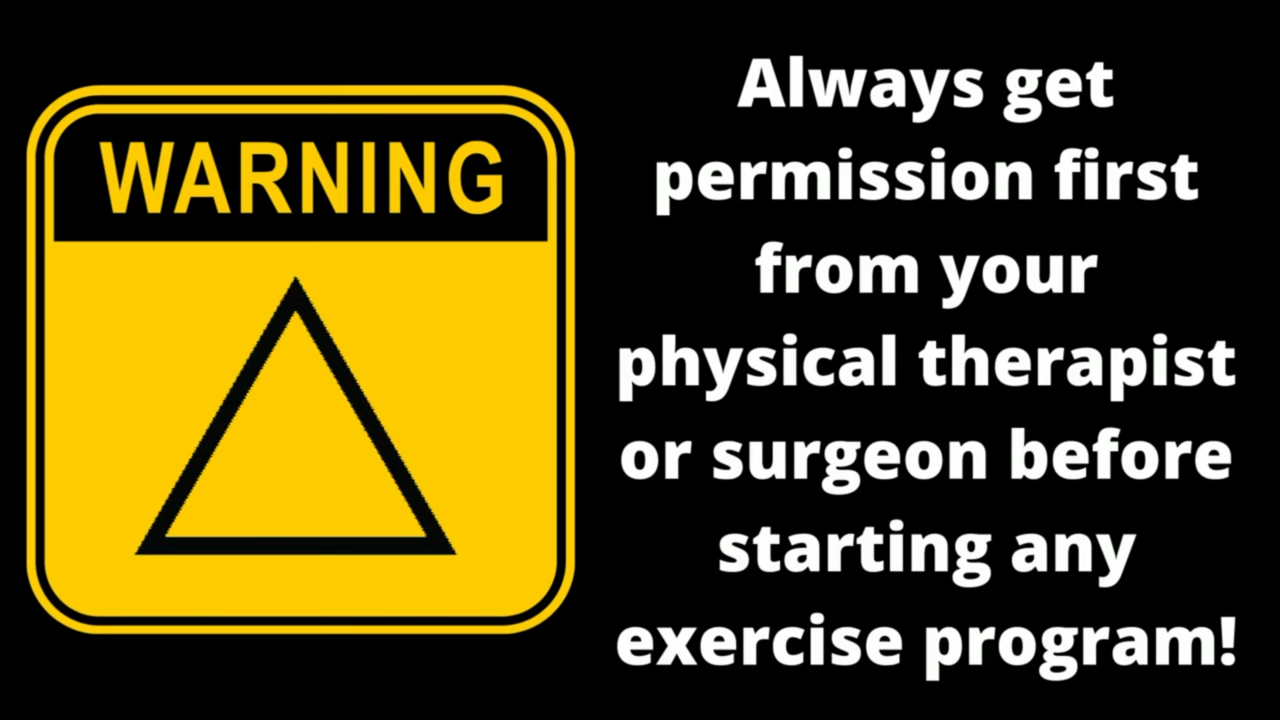 WARNING
Always get
permission first
from your
physical therapist
or surgeon before
starting any
exercise program!